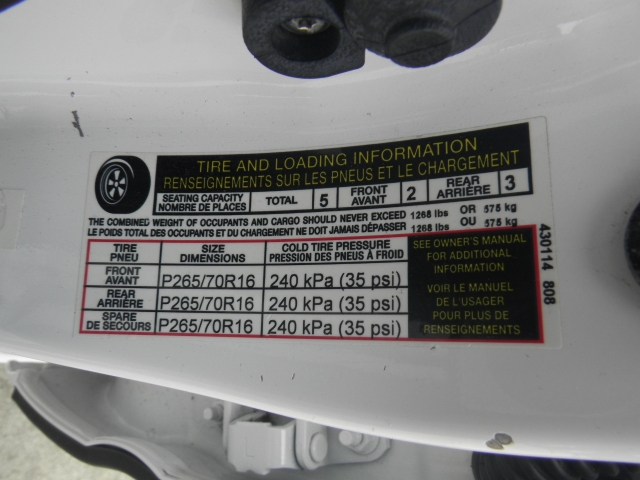 TIRE AND LOADING INFORMATION
RENSEIGNEMENTS SUR LES PNEUS ET LE CHARGEMENT
SEATING CAPACITY
NOMBRE DE PLACES
TOTAL 5
FRONT
AVANT 2
REAR
ARRIÈRE 3
THE COMBINED WEIGHT OF OCCUPANTS AND CARGO SHOULD NEVER EXCEED 1268 lbs OR 575 kg
LE POIDS TOTAL DES OCCUPANTS ET DU CHARGEMENT NE DOIT JAMAIS DÉPASSER 1268 lbs OU 575 kg
TIRE
PNEU
SIZE
DIMENSIONS
COLD TIRE PRESSURE
PRESSION DES PNEUS À FROID
FRONT
AVANT
P265/70R16 240 kPa (35 psi)
REAR
ARRIÈRE
P265/70R16 240 kPa (35 psi)
SPARE
DE SECOURS
P265/70R16 240 kPa (35 psi)
SEE OWNER'S MANUAL
FOR ADDITIONAL
INFORMATION
VOIR LE MANUEL
DE L'USAGER
POUR PLUS DE
RENSEIGNEMENTS
430114 808